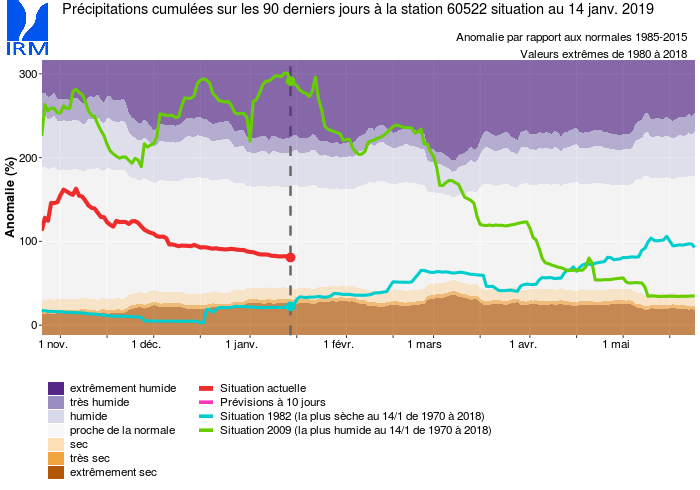 Précipitations cumulées sur les 90 derniers jours à la station 60522 situation au 14 janv. 2019
IRM
Anomalie par rapport aux normales 1985-2015
Valeurs extrêmes de 1980 à 2018
Anomalie (%)
300
200
100
0
1 nov. 1 déc. 1 janv. 1 févr. 1 mars 1 avr. 1 mai
extrêmement humide
très humide
humide
proche de la normale
sec
très sec
extrêmement sec
Situation actuelle
Prévisions à 10 jours
Situation 1982 (la plus sèche au 14/1 de 1970 à 2018)
Situation 2009 (la plus humide au 14/1 de 1970 à 2018)